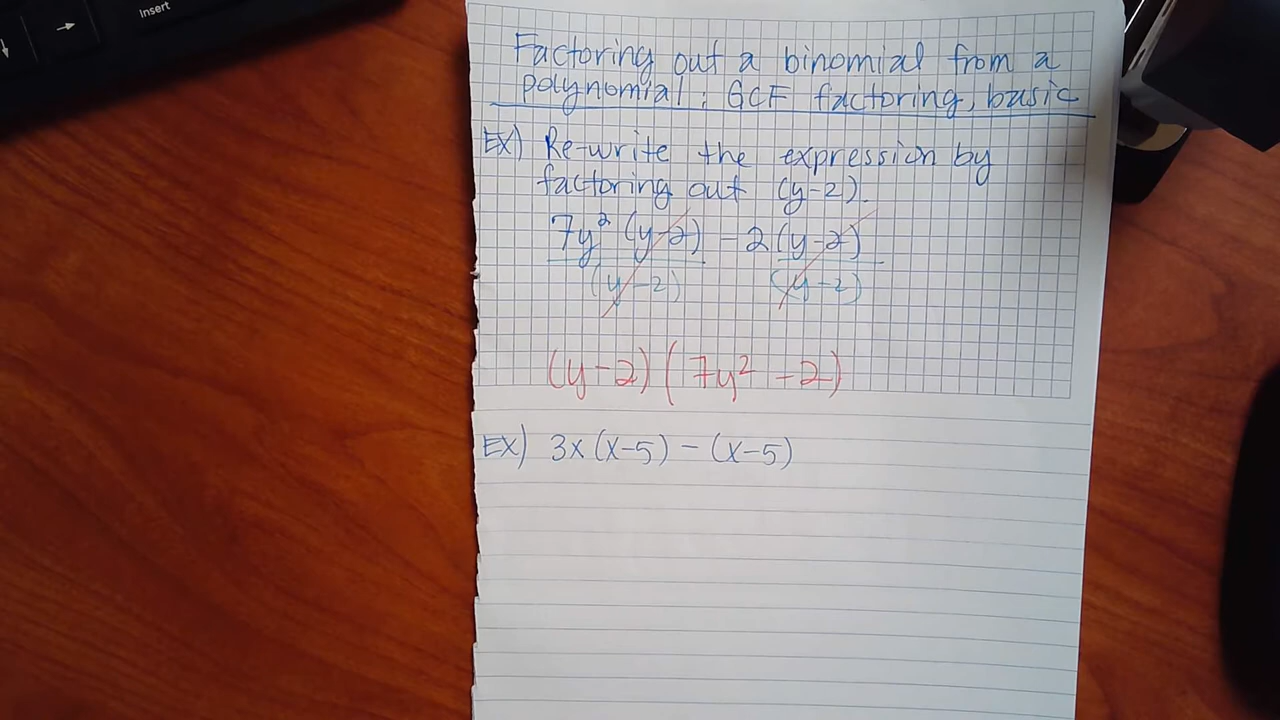 Insert
Factoring out a binomial from a
polynomial: GCF factoring, basic
EX) Re-write the expression by
factoring out (y-2).
7y² (y-2) - 2(y-2)
(y-2) (y-2)
(y-2)(7y² -2)
EX) 3x(x-5) - (x-5)